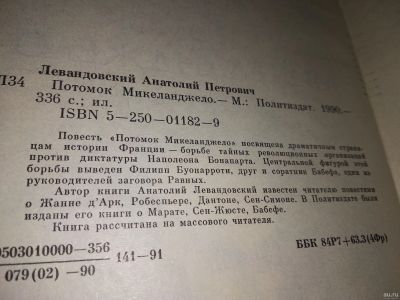 Левандовский Анатолий Петрович
Л34 Потомок Микеланджело.— М.: Политиздат. 1990.—
336 с.; ил.
ISBN 5—250—01182—9
Повесть «Потомок Микеланджело» посвящена драматичным страни-
цам истории Франции — борьбе тайных революционных организаций
против диктатуры Наполеона Бонапарта. Центральной фигурой этой
борьбы выведен Филипп Буонарроти, друг и соратник Бабефа, один из
руководителей заговора Равных.
Автор книги Анатолий Левандовский известен читателю повестями
о Жанне д'Арк, Робеспьере, Дантоне, Сен-Симоне. В Политиздате были
изданы его книги о Марате, Сен-Жюсте, Бабефе.
Книга рассчитана на массового читателя.
0503010000—356
079(02)—90
141—91
ББК 84Р7+63.3(4Фр)
au.ru